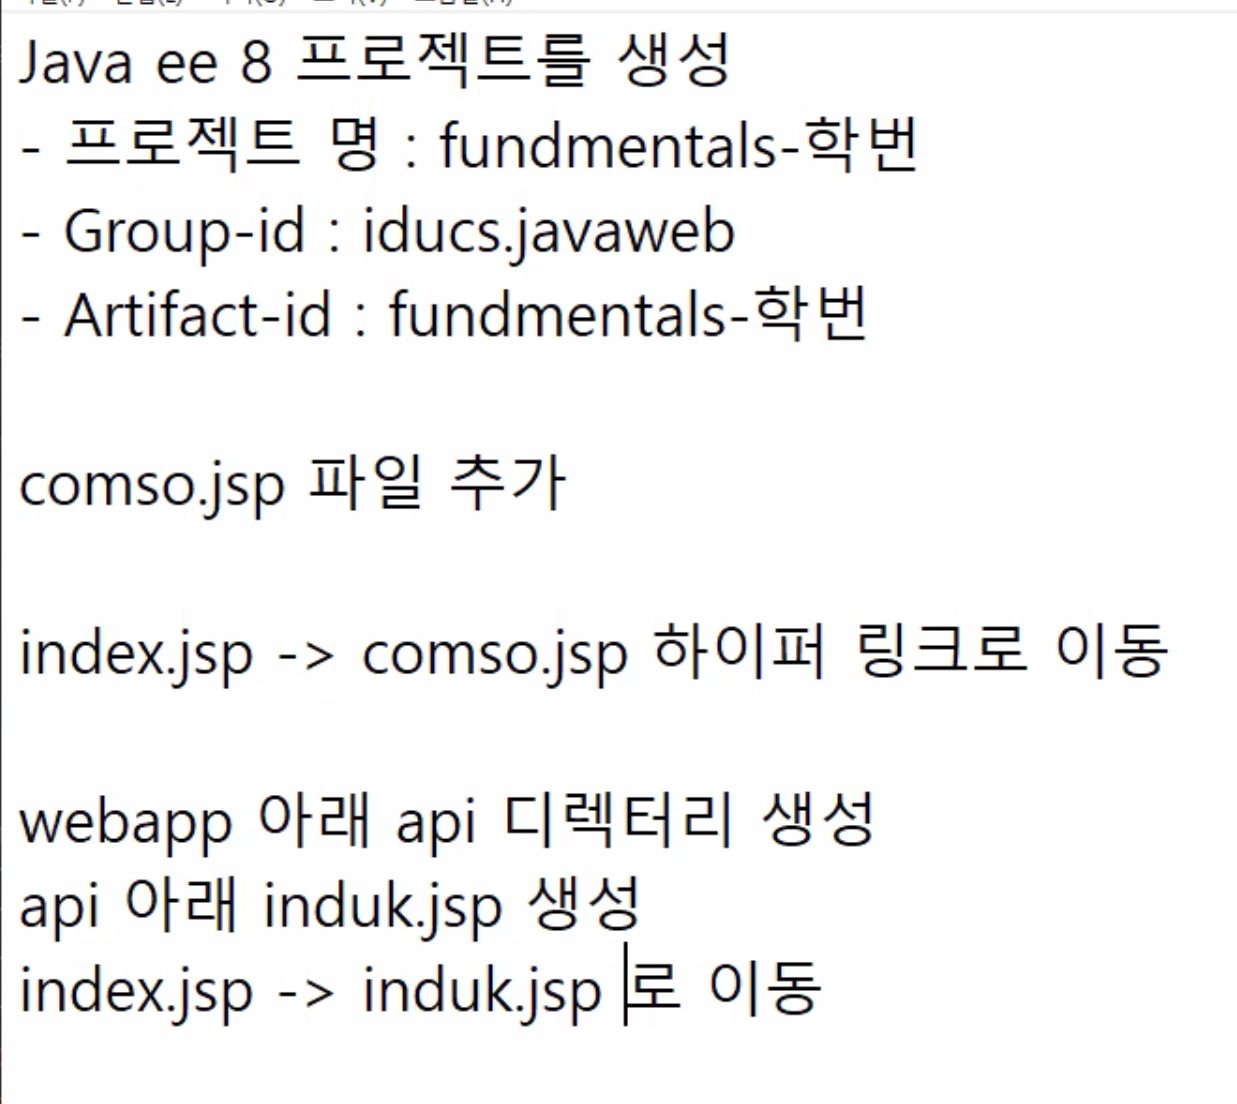 Java ee 8 프로젝트를 생성
- 프로젝트 명 : fundmentals-학번
- Group-id : iducs.javaweb
- Artifact-id : fundmentals-학번
comso.jsp 파일 추가
index.jsp -> comso.jsp 하이퍼 링크로 이동
webapp 아래 api 디렉터리 생성
api 아래 induk.jsp 생성
index.jsp -> induk.jsp 로 이동